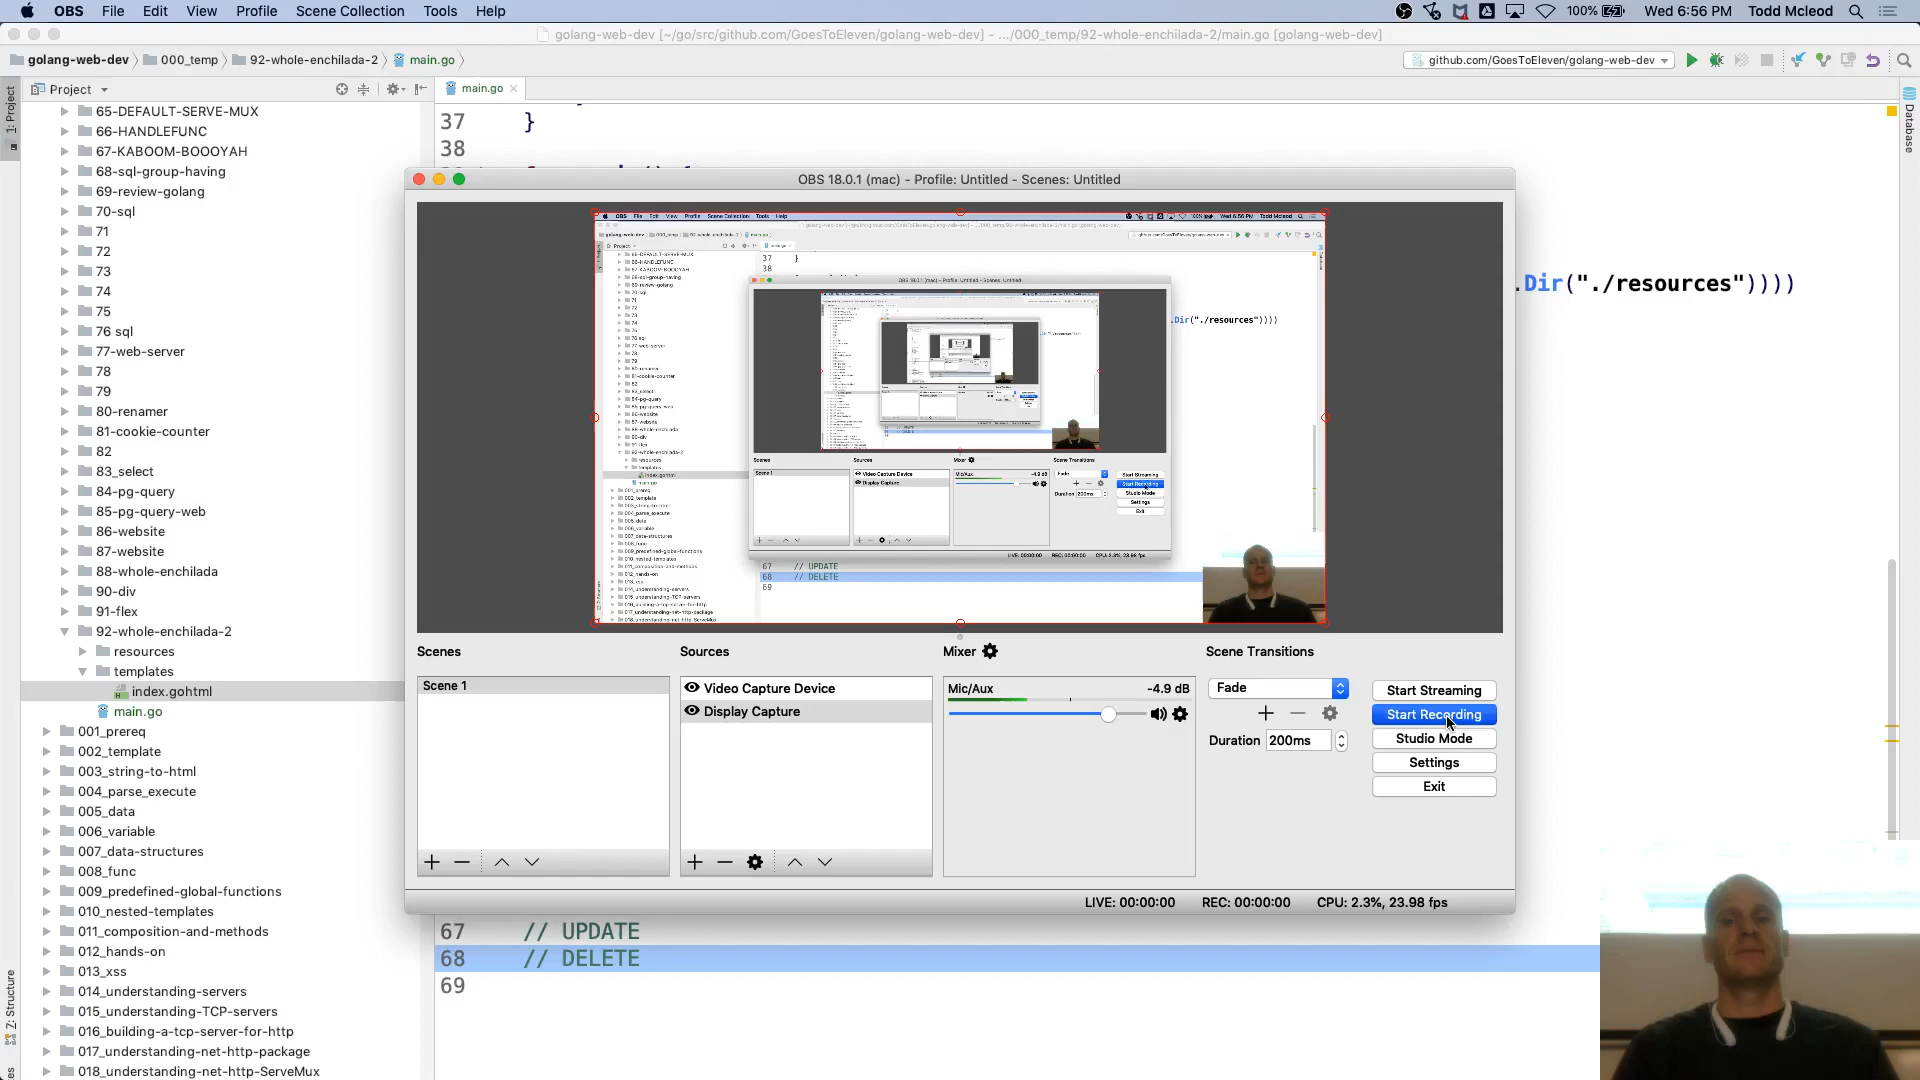 OBS File Edit View Profile Scene Collection Tools Help 100% Wed 6:56 PM Todd Mcleod
golang-web-dev [~/go/src/github.com/GoesToEleven/golang-web-dev] - .../000_temp/92-whole-enchilada-2/main.go [golang-web-dev]
golang-web-dev 000_temp 92-whole-enchilada-2 main.go github.com/GoesToEleven/golang-web-dev
Project main.go
1: Project
Database
65-DEFAULT-SERVE-MUX
66-HANDLEFUNC
67-KABOOM-BOOOYAH
68-sql-group-having
69-review-golang
70-sql
71
72
73
74
75
76 sql
77-web-server
78
79
80-renamer
81-cookie-counter
82
83_select
84-pg-query
85-pg-query-web
86-website
87-website
88-whole-enchilada
90-div
91-flex
92-whole-enchilada-2
resources
templates
index.gohtml
main.go
001_prereq
002_template
003_string-to-html
004_parse_execute
005_data
006_variable
007_data-structures
008_func
009_predefined-global-functions
010_nested-templates
011_composition-and-methods
012_hands-on
013_xss
014_understanding-servers
015_understanding-TCP-servers
016_building-a-tcp-server-for-http
017_understanding-net-http-package
018_understanding-net-http-ServeMux
Z: Structure
37 }
38
.Dir("./resources"))))
OBS 18.0.1 (mac) - Profile: Untitled - Scenes: Untitled
Scenes Sources Mixer Scene Transitions
Scene 1
Video Capture Device
Display Capture
Mic/Aux -4.9 dB
Fade
Duration 200ms
Start Streaming
Start Recording
Studio Mode
Settings
Exit
LIVE: 00:00:00 REC: 00:00:00 CPU: 2.3%, 23.98 fps
67 // UPDATE
68 // DELETE
69